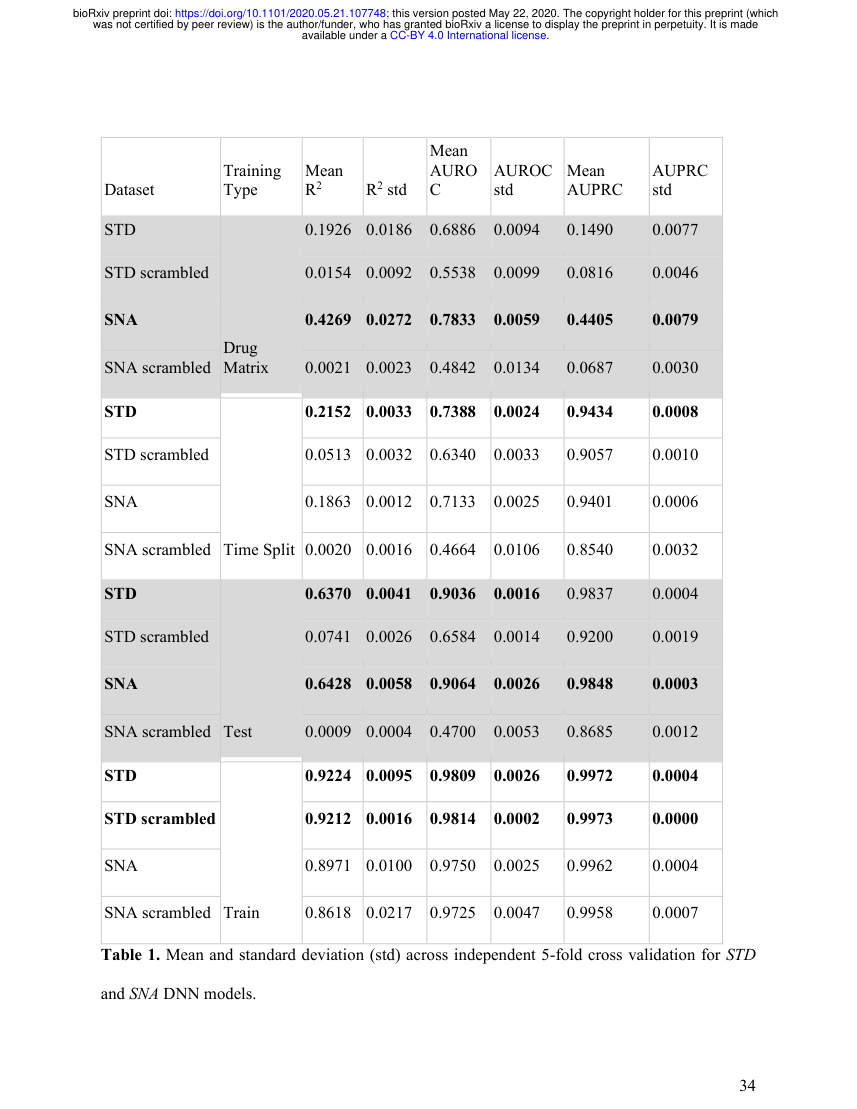 bioRxiv preprint doi: https://doi.org/10.1101/2020.05.21.107748; this version posted May 22, 2020. The copyright holder for this preprint (which
was not certified by peer review) is the author/funder, who has granted bioRxiv a license to display the preprint in perpetuity. It is made
available under a CC-BY 4.0 International license.
Dataset Training Type Mean R2 R2 std Mean AURO C AUROC std Mean AUPRC AUPRC std
STD 0.1926 0.0186 0.6886 0.0094 0.1490 0.0077
STD scrambled 0.0154 0.0092 0.5538 0.0099 0.0816 0.0046
SNA 0.4269 0.0272 0.7833 0.0059 0.4405 0.0079
SNA scrambled Drug Matrix 0.0021 0.0023 0.4842 0.0134 0.0687 0.0030
STD 0.2152 0.0033 0.7388 0.0024 0.9434 0.0008
STD scrambled 0.0513 0.0032 0.6340 0.0033 0.9057 0.0010
SNA 0.1863 0.0012 0.7133 0.0025 0.9401 0.0006
SNA scrambled Time Split 0.0020 0.0016 0.4664 0.0106 0.8540 0.0032
STD 0.6370 0.0041 0.9036 0.0016 0.9837 0.0004
STD scrambled 0.0741 0.0026 0.6584 0.0014 0.9200 0.0019
SNA 0.6428 0.0058 0.9064 0.0026 0.9848 0.0003
SNA scrambled Test 0.0009 0.0004 0.4700 0.0053 0.8685 0.0012
STD 0.9224 0.0095 0.9809 0.0026 0.9972 0.0004
STD scrambled 0.9212 0.0016 0.9814 0.0002 0.9973 0.0000
SNA 0.8971 0.0100 0.9750 0.0025 0.9962 0.0004
SNA scrambled Train 0.8618 0.0217 0.9725 0.0047 0.9958 0.0007
Table 1. Mean and standard deviation (std) across independent 5-fold cross validation for STD
and SNA DNN models.
34